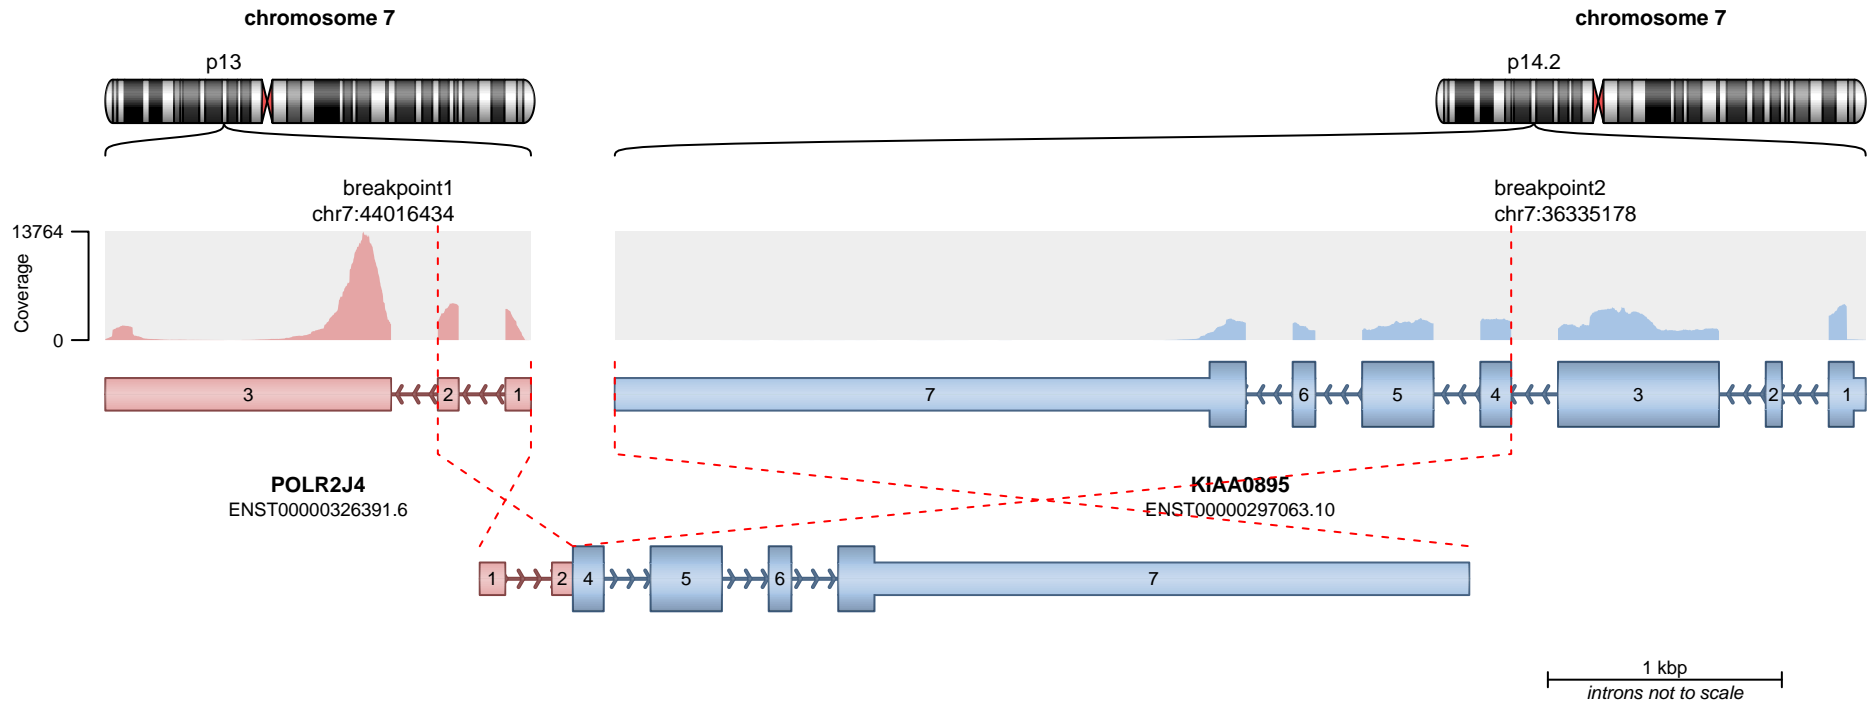 chromosome 7
chromosome 7
p13
p14.2
breakpoint1
chr7:44016434
breakpoint2
chr7:36335178
13764
Coverage
0
3
2
1
7
6
5
4
3
2
1
POLR2J4
ENST00000326391.6
KIAA0895
ENST00000297063.10
1
2
4
5
6
7
1 kbp
introns not to scale